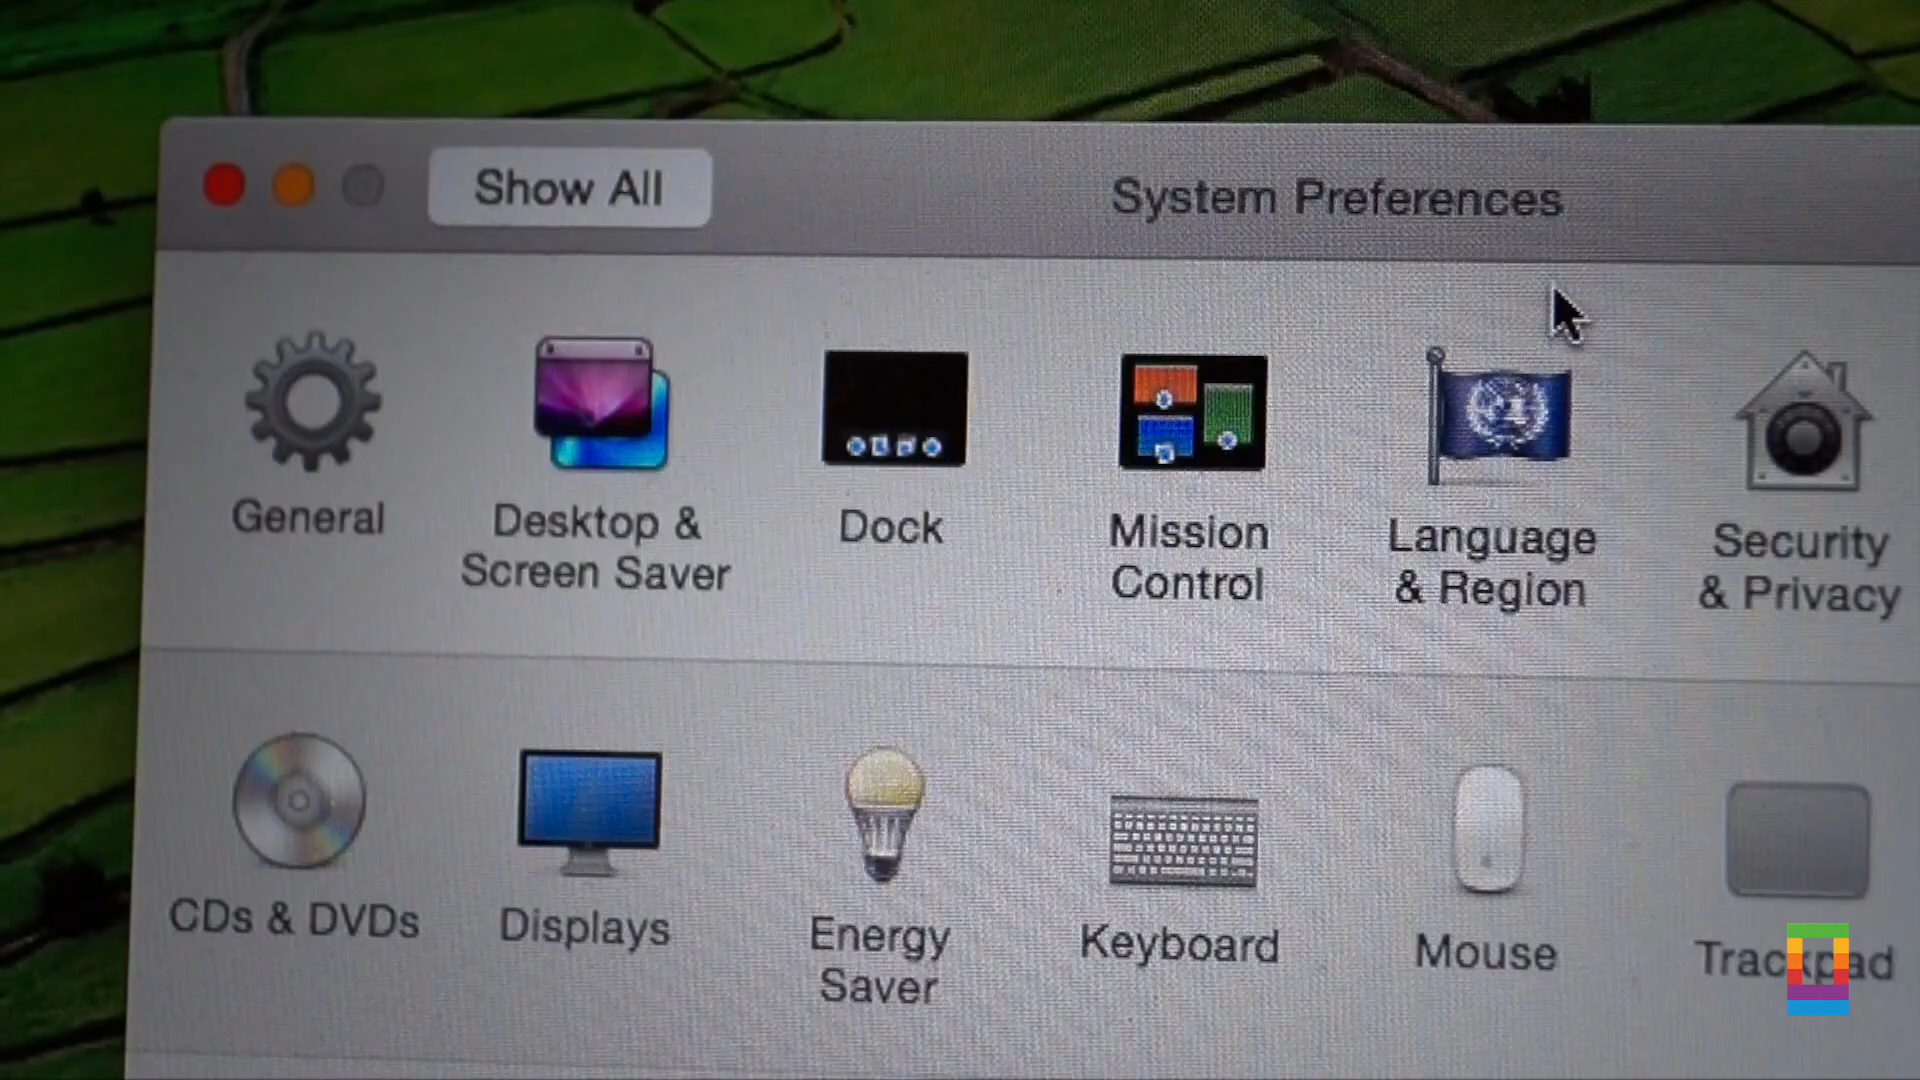 Show All
System Preferences
General
Desktop &
Screen Saver
Dock
Mission
Control
Language
& Region
Security
& Privacy
CDs & DVDs
Displays
Energy
Saver
Keyboard
Mouse
Trackpad